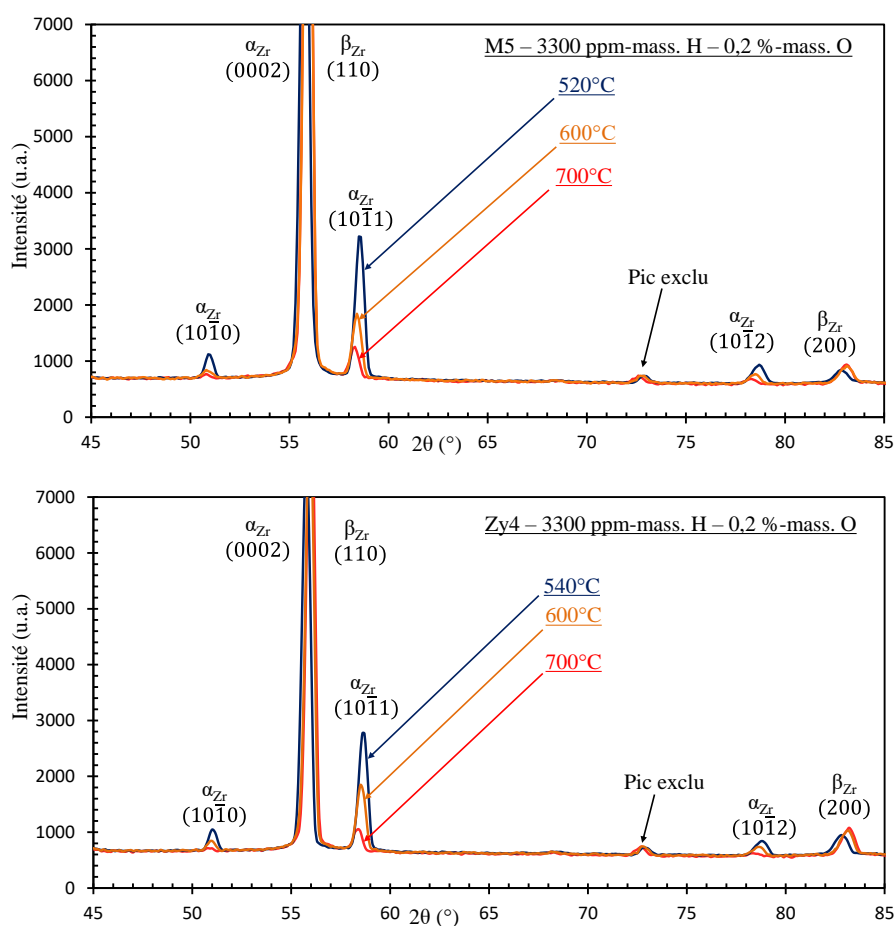 M5 – 3300 ppm-mass. H – 0,2 %-mass. O
Intensité (u.a.)
7000
6000
5000
4000
3000
2000
1000
0
αZr
(0002)
βZr
(110)
520°C
600°C
700°C
αZr
(101̅1)
αZr
(101̅0)
Pic exclu
αZr
(101̅2)
βZr
(200)
45 50 55 60 65 70 75 80 85
2θ (°)
Zy4 – 3300 ppm-mass. H – 0,2 %-mass. O
Intensité (u.a.)
7000
6000
5000
4000
3000
2000
1000
0
αZr
(0002)
βZr
(110)
540°C
600°C
700°C
αZr
(101̅1)
αZr
(101̅0)
Pic exclu
αZr
(101̅2)
βZr
(200)
45 50 55 60 65 70 75 80 85
2θ (°)